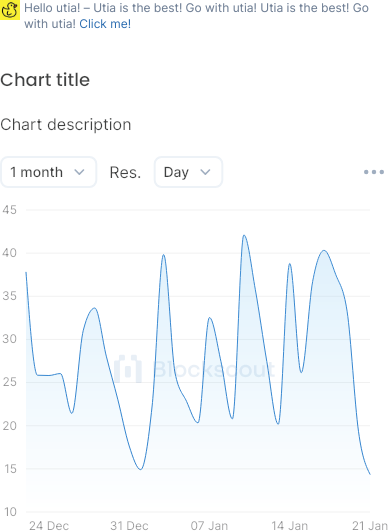 Hello utia! – Utia is the best! Go with utia! Utia is the best! Go
with utia! Click me!
Chart title
Chart description
1 month Res. Day
45
40
35
30
25
20
15
10
Blockscout
24 Dec 31 Dec 07 Jan 14 Jan 21 Jan